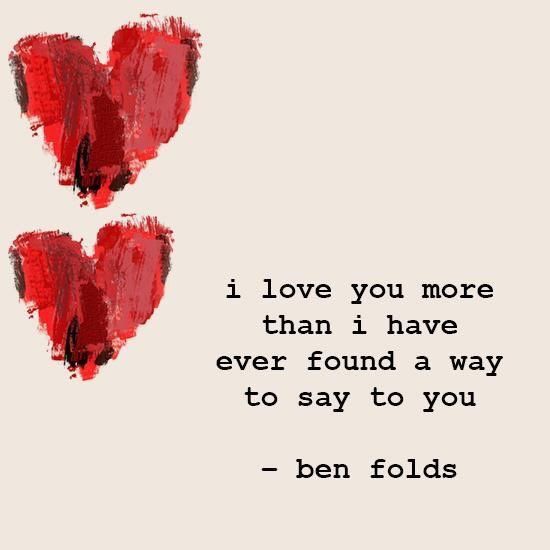 i love you more
than i have
ever found a way
to say to you
– ben folds